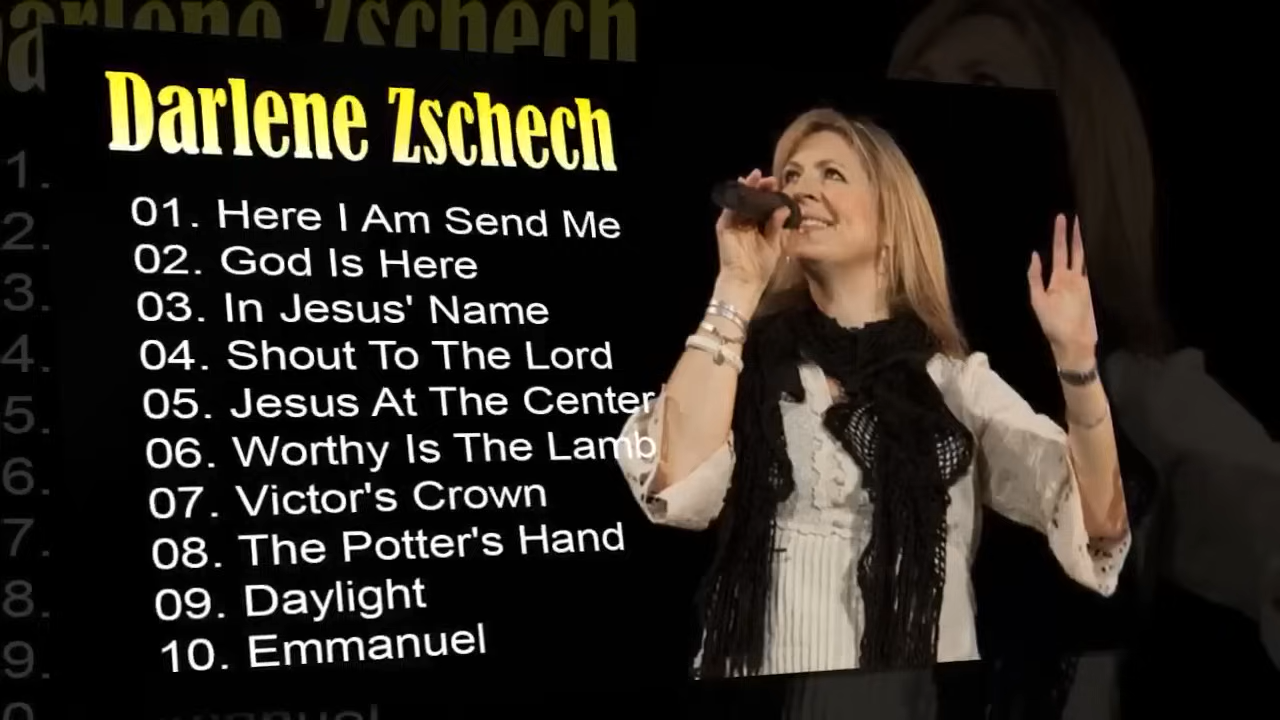 Darlene Zschech
01. Here I Am Send Me
02. God Is Here
03. In Jesus' Name
04. Shout To The Lord
05. Jesus At The Center
06. Worthy Is The Lamb
07. Victor's Crown
08. The Potter's Hand
09. Daylight
10. Emmanuel